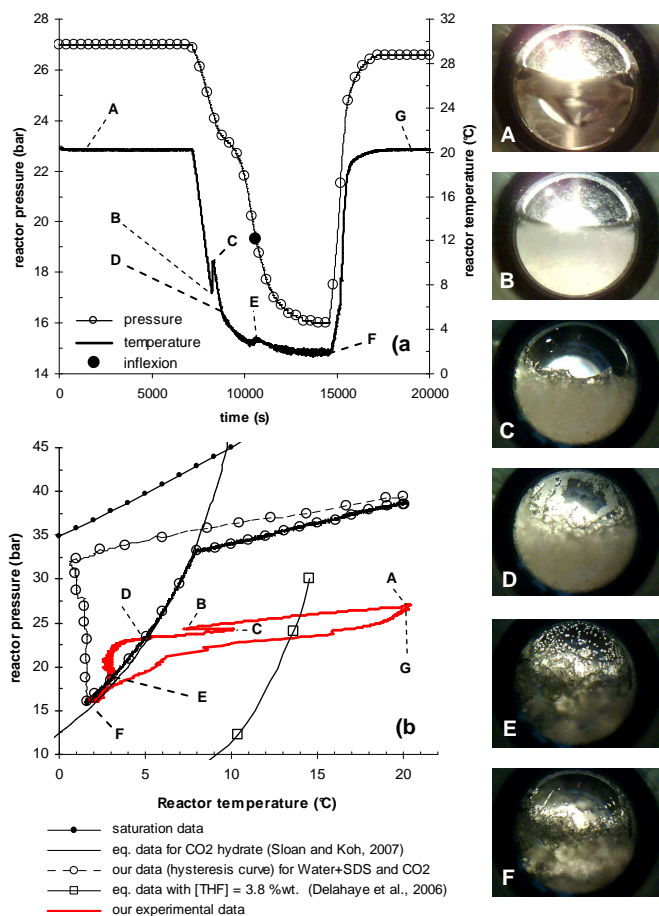 28
26
24
22
20
18
16
14
reactor pressure (bar)
32
28
24
20
16
12
8
4
0
reactor temperature (°C)
A
B
C
D
E
F
G
pressure
temperature
inflexion
(a
0 5000 10000 15000 20000
time (s)
45
40
35
30
25
20
15
10
reactor pressure (bar)
A
B
C
D
E
F
G
(b
0 5 10 15 20
Reactor temperature (°C)
saturation data
eq. data for CO2 hydrate (Sloan and Koh, 2007)
our data (hysteresis curve) for Water+SDS and CO2
eq. data with [THF] = 3.8 %wt. (Delahaye et al., 2006)
our experimental data
A
B
C
D
E
F